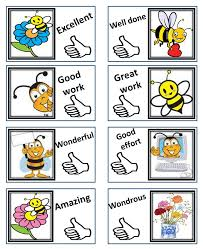 Excellent
Well done
Good
work
Great
work
Wonderful
Good
effort
Amazing
Wondrous